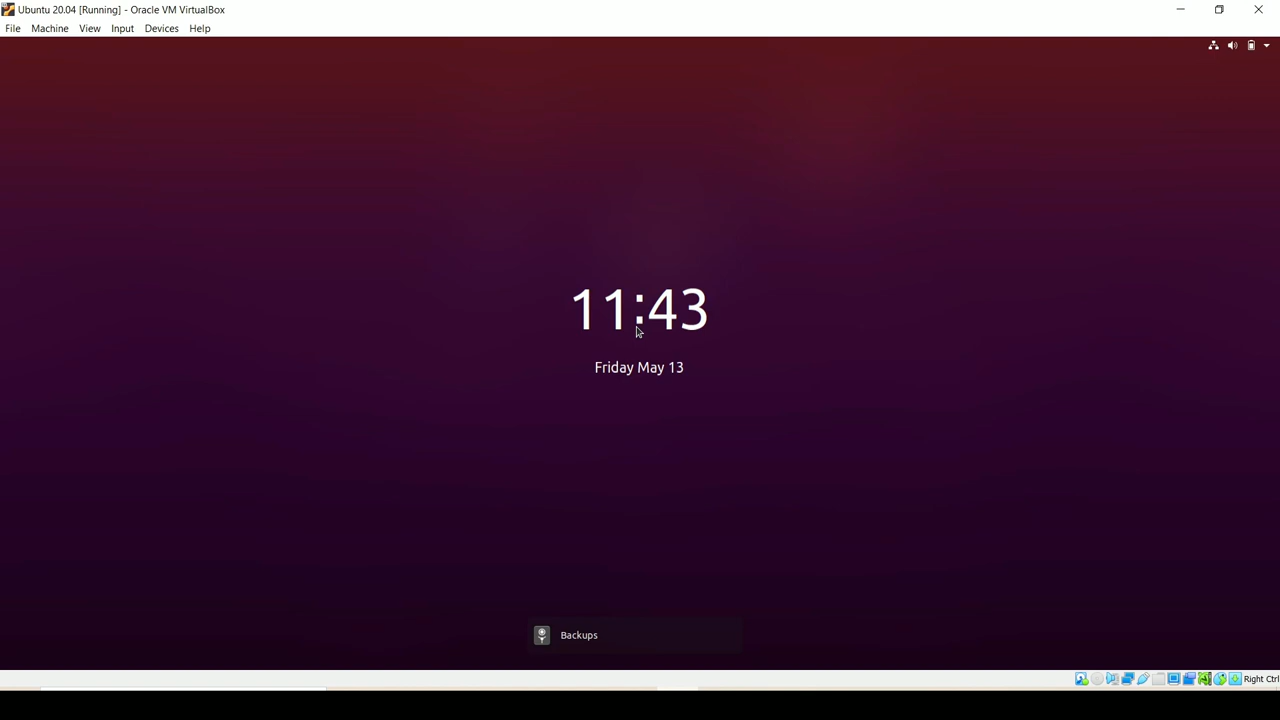 Ubuntu 20.04 [Running] - Oracle VM VirtualBox
File Machine View Input Devices Help
11:43
Friday May 13
Backups
Right Ctrl